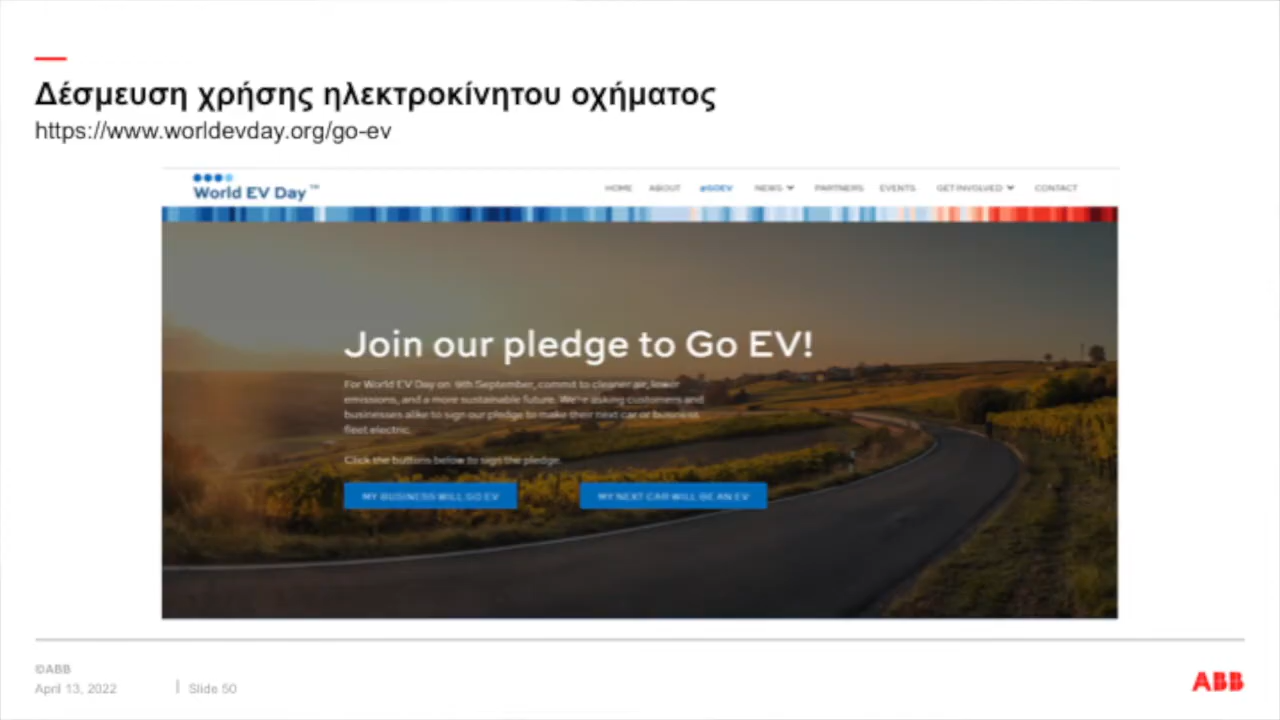 Δέσμευση χρήσης ηλεκτροκίνητου οχήματος
https://www.worldevday.org/go-ev
World EV Day™
HOME ABOUT #GOEV NEWS PARTNERS EVENTS GET INVOLVED CONTACT
Join our pledge to Go EV!
For World EV Day on 9th September, commit to cleaner air, lower
emissions, and a more sustainable future. We're asking customers and
businesses alike to sign our pledge to make their next car or business
fleet electric.
Click the buttons below to sign the pledge.
MY BUSINESS WILL GO EV MY NEXT CAR WILL BE AN EV
©ABB
April 13, 2022 | Slide 50
ABB